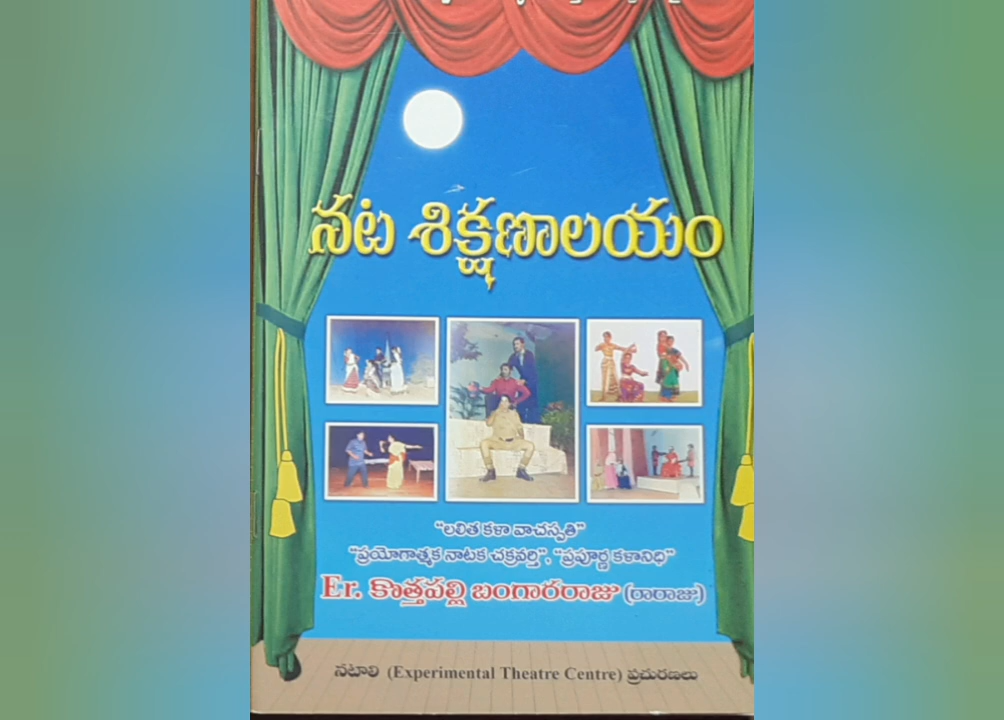 నట శిక్షణాలయం
“లలిత కళా వాచస్పతి”
“ప్రయోగాత్మక నాటక చక్రవర్తి”, “ప్రపూర్ణ కళానిధి”
Er. కొత్తపల్లి బంగారరాజు (రారాజు)
నటాలి (Experimental Theatre Centre) ప్రచురణలు